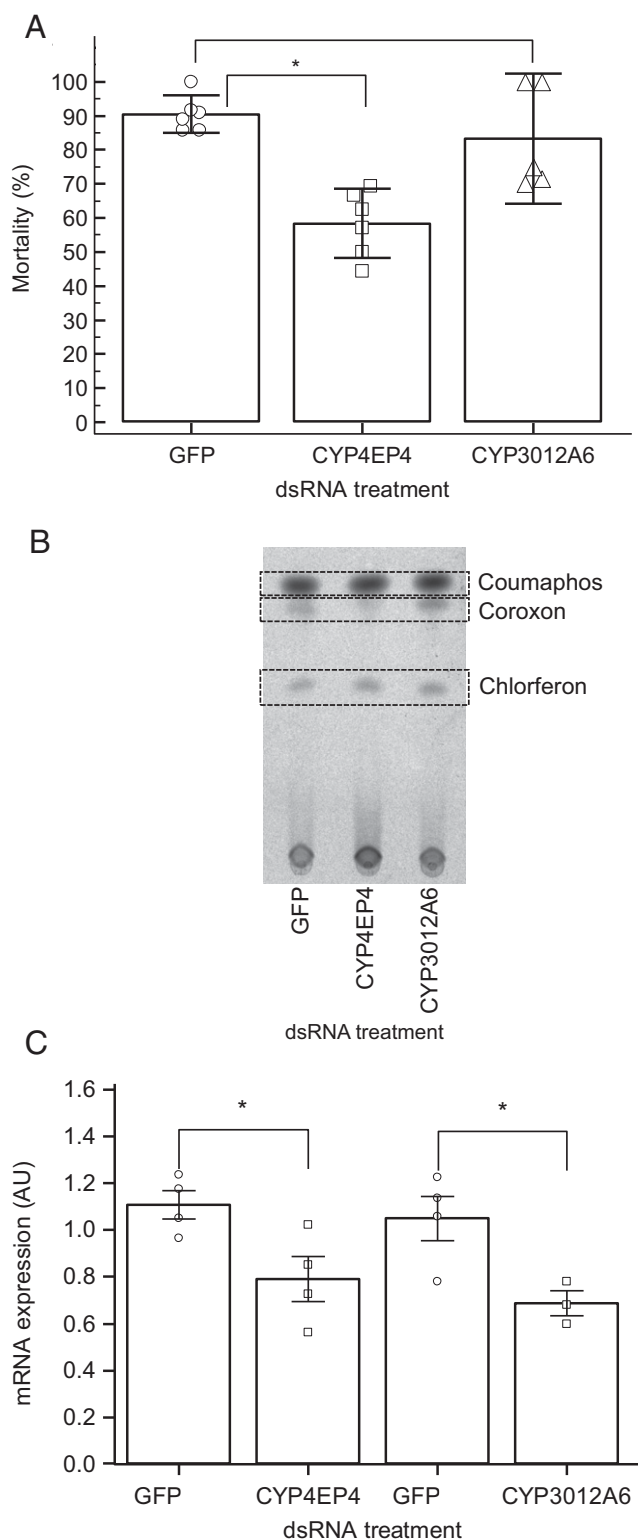 A
*
100
90
80
70
60
50
40
30
20
10
0
Mortality (%)
GFP CYP4EP4 CYP3012A6
dsRNA treatment
B
Coumaphos
Coroxon
Chlorferon
GFP
CYP4EP4
CYP3012A6
dsRNA treatment
C
1.6
1.4
1.2
1.0
0.8
0.6
0.4
0.2
0.0
mRNA expression (AU)
* *
GFP CYP4EP4 GFP CYP3012A6
dsRNA treatment